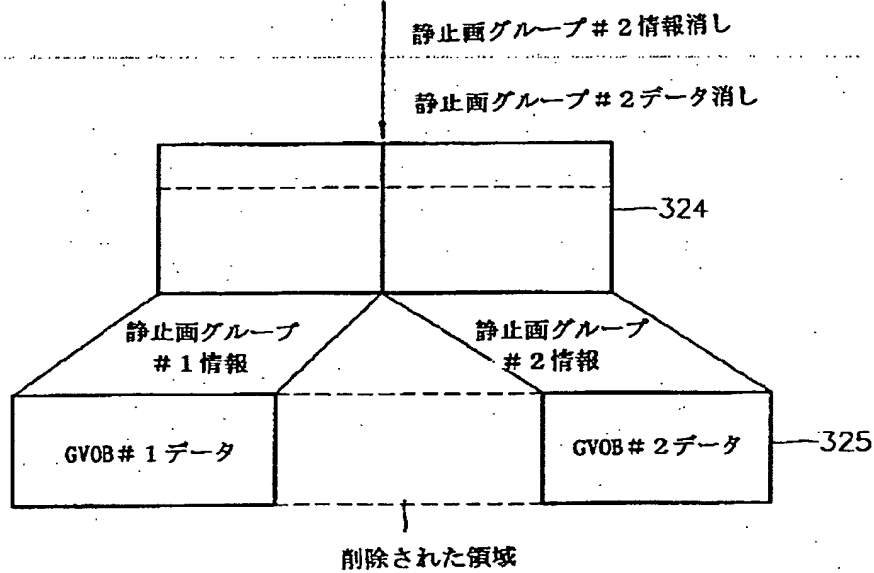 静止画グループ#2情報消し
静止画グループ#2データ消し
324
静止画グループ
#1情報
静止画グループ
#2情報
GVOB#1データ
GVOB#2データ
325
削除された領域